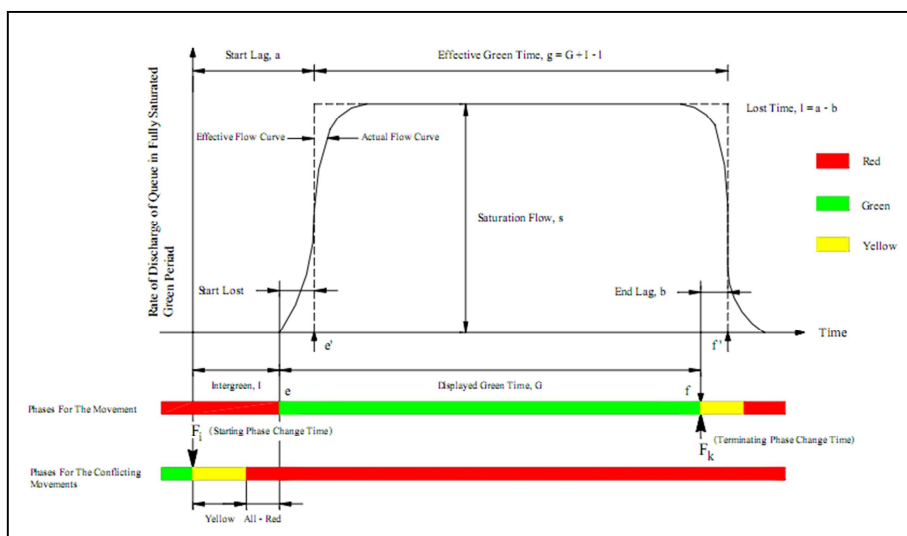 Start Lag, a
Effective Green Time, g = G + I - l
Lost Time, l = a - b
Effective Flow Curve
Actual Flow Curve
Red
Green
Yellow
Rate of Discharge of Queue in Fully Saturated
Green Period
Saturation Flow, s
Start Lost
End Lag, b
Time
e'
f'
Intergreen, I
e
Displayed Green Time, G
f
Phases For The Movement
Fi
(Starting Phase Change Time)
(Terminating Phase Change Time)
Fk
Phases For The Conflicting
Movements
Yellow
All - Red